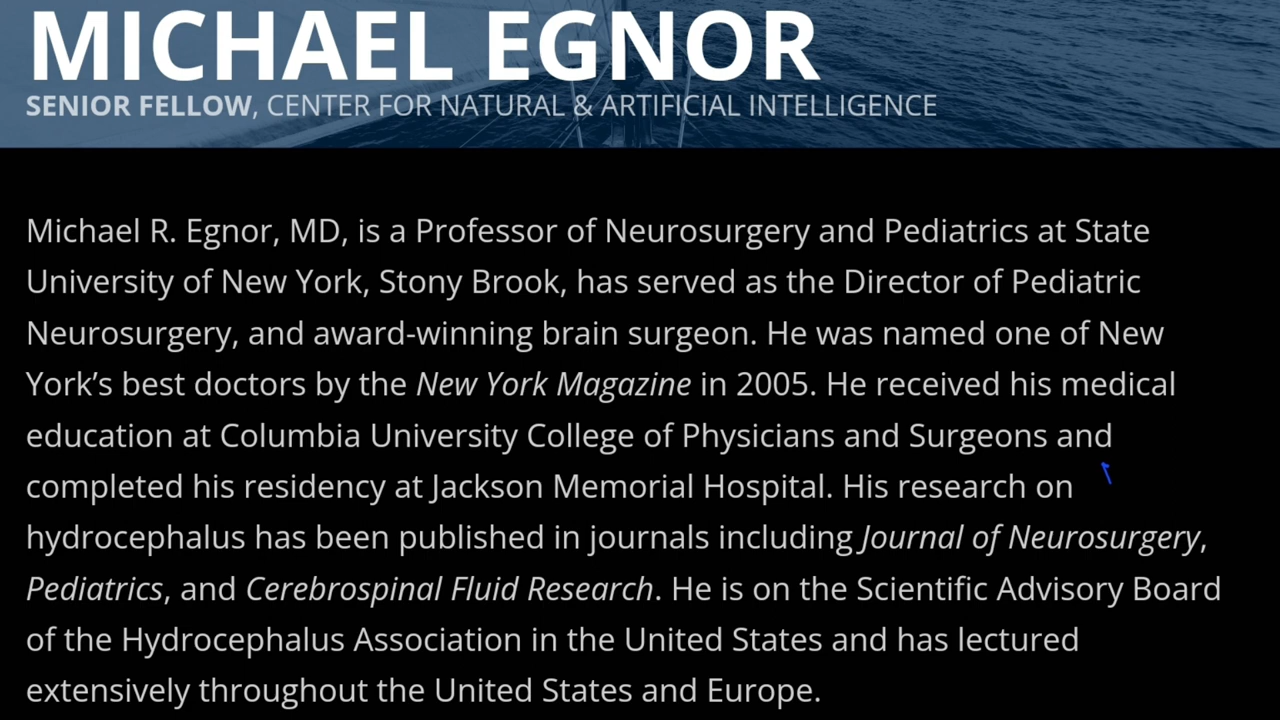 MICHAEL EGNOR
SENIOR FELLOW, CENTER FOR NATURAL & ARTIFICIAL INTELLIGENCE
Michael R. Egnor, MD, is a Professor of Neurosurgery and Pediatrics at State
University of New York, Stony Brook, has served as the Director of Pediatric
Neurosurgery, and award-winning brain surgeon. He was named one of New
York’s best doctors by the New York Magazine in 2005. He received his medical
education at Columbia University College of Physicians and Surgeons and
completed his residency at Jackson Memorial Hospital. His research on
hydrocephalus has been published in journals including Journal of Neurosurgery,
Pediatrics, and Cerebrospinal Fluid Research. He is on the Scientific Advisory Board
of the Hydrocephalus Association in the United States and has lectured
extensively throughout the United States and Europe.